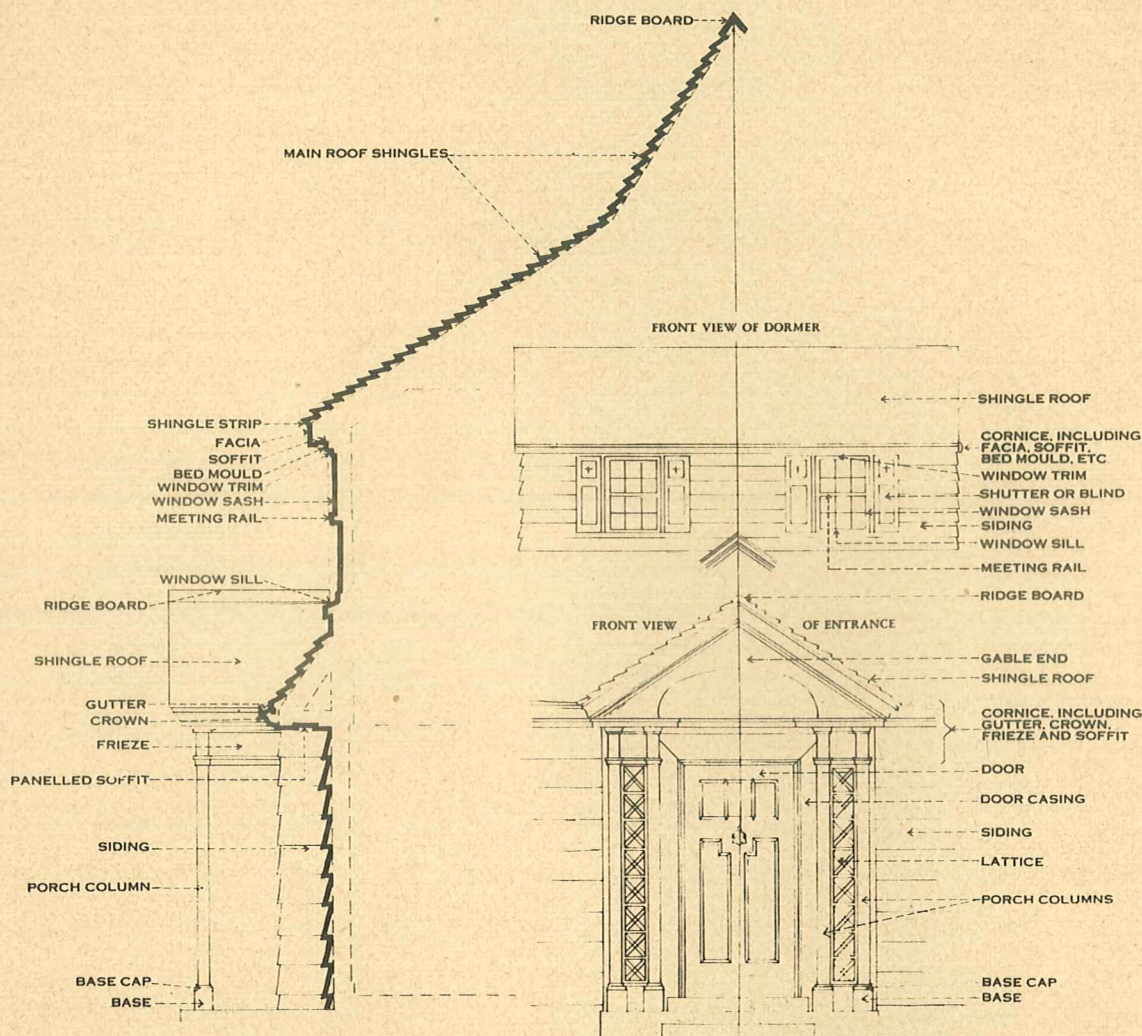 RIDGE BOARD
MAIN ROOF SHINGLES
SHINGLE STRIP
FACIA
SOFFIT
BED MOULD
WINDOW TRIM
WINDOW SASH
MEETING RAIL
WINDOW SILL
RIDGE BOARD
SHINGLE ROOF
GUTTER
CROWN
FRIEZE
PANELLED SOFFIT
SIDING
PORCH COLUMN
BASE CAP
BASE
FRONT VIEW OF DORMER
SHINGLE ROOF
CORNICE, INCLUDING
FACIA, SOFFIT,
BED MOULD, ETC
WINDOW TRIM
SHUTTER OR BLIND
WINDOW SASH
SIDING
WINDOW SILL
MEETING RAIL
RIDGE BOARD
FRONT VIEW OF ENTRANCE
GABLE END
SHINGLE ROOF
CORNICE, INCLUDING
GUTTER, CROWN,
FRIEZE AND SOFFIT
DOOR
DOOR CASING
SIDING
LATTICE
PORCH COLUMNS
BASE CAP
BASE